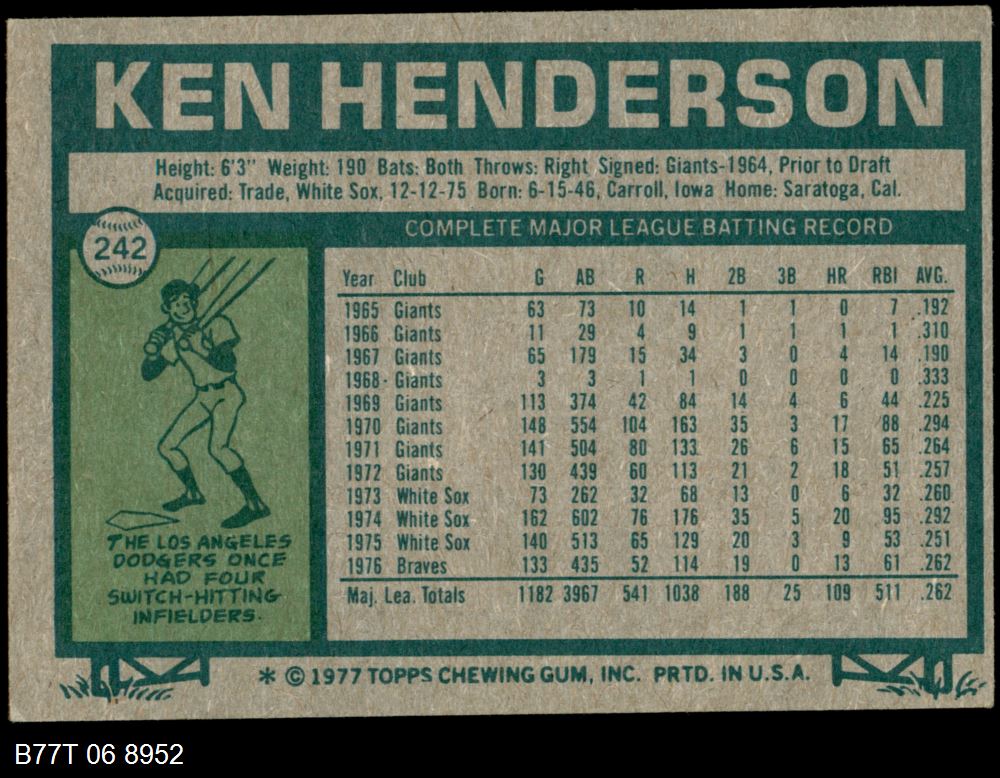 KEN HENDERSON
Height: 6'3" Weight: 190 Bats: Both Throws: Right Signed: Giants-1964, Prior to Draft
Acquired: Trade, White Sox, 12-12-75 Born: 6-15-46, Carroll, Iowa Home: Saratoga, Cal.
242
COMPLETE MAJOR LEAGUE BATTING RECORD
Year Club G AB R H 2B 3B HR RBI AVG.
1965 Giants 63 73 10 14 1 1 0 7 .192
1966 Giants 11 29 4 9 1 1 1 1 .310
1967 Giants 65 179 15 34 3 0 4 14 .190
1968 Giants 3 3 1 1 0 0 0 0 .333
1969 Giants 113 374 42 84 14 4 6 44 .225
1970 Giants 148 554 104 163 35 3 17 88 .294
1971 Giants 141 504 80 133 26 6 15 65 .264
1972 Giants 130 439 60 113 21 2 18 51 .257
1973 White Sox 73 262 32 68 13 0 6 32 .260
1974 White Sox 162 602 76 176 35 5 20 95 .292
1975 White Sox 140 513 65 129 20 3 9 53 .251
1976 Braves 133 435 52 114 19 0 13 61 .262
Maj. Lea. Totals 1182 3967 541 1038 188 25 109 511 .262
THE LOS ANGELES
DODGERS ONCE
HAD FOUR
SWITCH-HITTING
INFIELDERS.
* © 1977 TOPPS CHEWING GUM, INC. PRTD. IN U.S.A.
B77T 06 8952